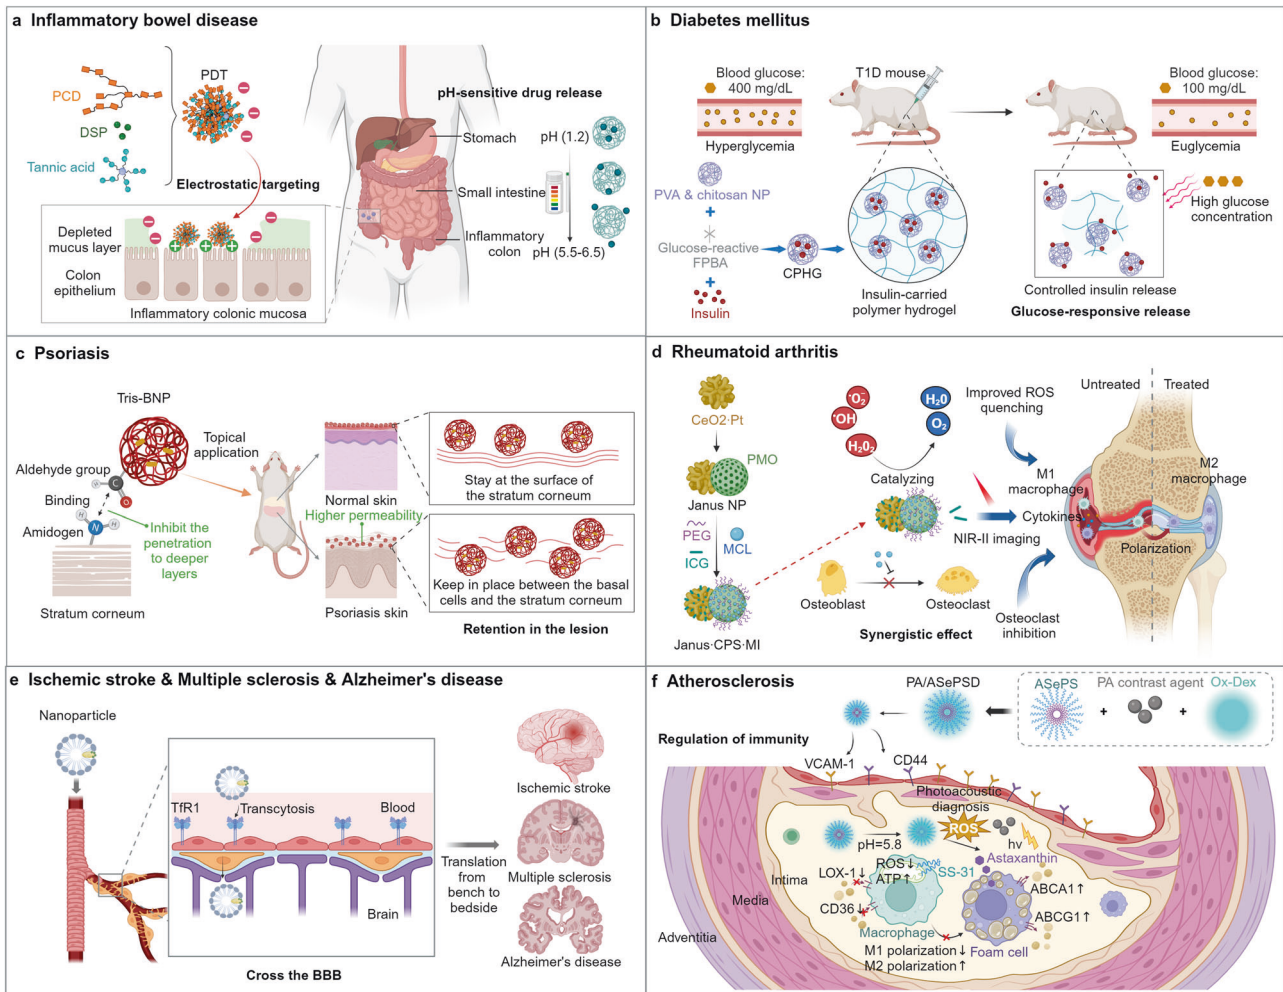 a Inflammatory bowel disease
PCD
DSP
Tannic acid
PDT
Electrostatic targeting
Depleted
mucus layer
Colon
epithelium
Inflammatory colonic mucosa
pH-sensitive drug release
Stomach
Small intestine
Inflammatory
colon
pH (1.2)
pH (5.5-6.5)
b Diabetes mellitus
Blood glucose:
400 mg/dL
Hyperglycemia
T1D mouse
Blood glucose:
100 mg/dL
Euglycemia
PVA & chitosan NP
Glucose-reactive
FPBA
Insulin
CPHG
Insulin-carried
polymer hydrogel
High glucose
concentration
Controlled insulin release
Glucose-responsive release
c Psoriasis
Tris-BNP
Aldehyde group
H
C
O
Binding
Amidogen
H
N
H
Inhibit the
penetration
to deeper
layers
Stratum corneum
Topical
application
Normal skin
Higher permeability
Psoriasis skin
Stay at the surface of
the stratum corneum
Keep in place between the basal
cells and the stratum corneum
Retention in the lesion
d Rheumatoid arthritis
CeO2·Pt
PMO
Janus NP
PEG
ICG
MCL
Janus·CPS·MI
·O₂⁻
·OH
H₂O₂
H₂0
O₂
Catalyzing
Osteoblast
Osteoclast
Synergistic effect
Improved ROS
quenching
NIR-II imaging
Osteoclast
inhibition
Untreated
Treated
M1
macrophage
Cytokines
M2
macrophage
Polarization
e Ischemic stroke & Multiple sclerosis & Alzheimer's disease
Nanoparticle
TfR1
Transcytosis
Blood
Brain
Cross the BBB
Translation
from
bench to
bedside
Ischemic stroke
Multiple sclerosis
Alzheimer's disease
f Atherosclerosis
PA/ASePSD
ASePS
+
PA contrast agent
+
Ox-Dex
Regulation of immunity
VCAM-1
CD44
Photoacoustic
diagnosis
ROS
hv
pH=5.8
ROS↓
ATP↑
SS-31
Astaxanthin
LOX-1↓
CD36↓
Macrophage
M1 polarization↓
M2 polarization↑
Foam cell
ABCA1↑
ABCG1↑
Intima
Media
Adventitia